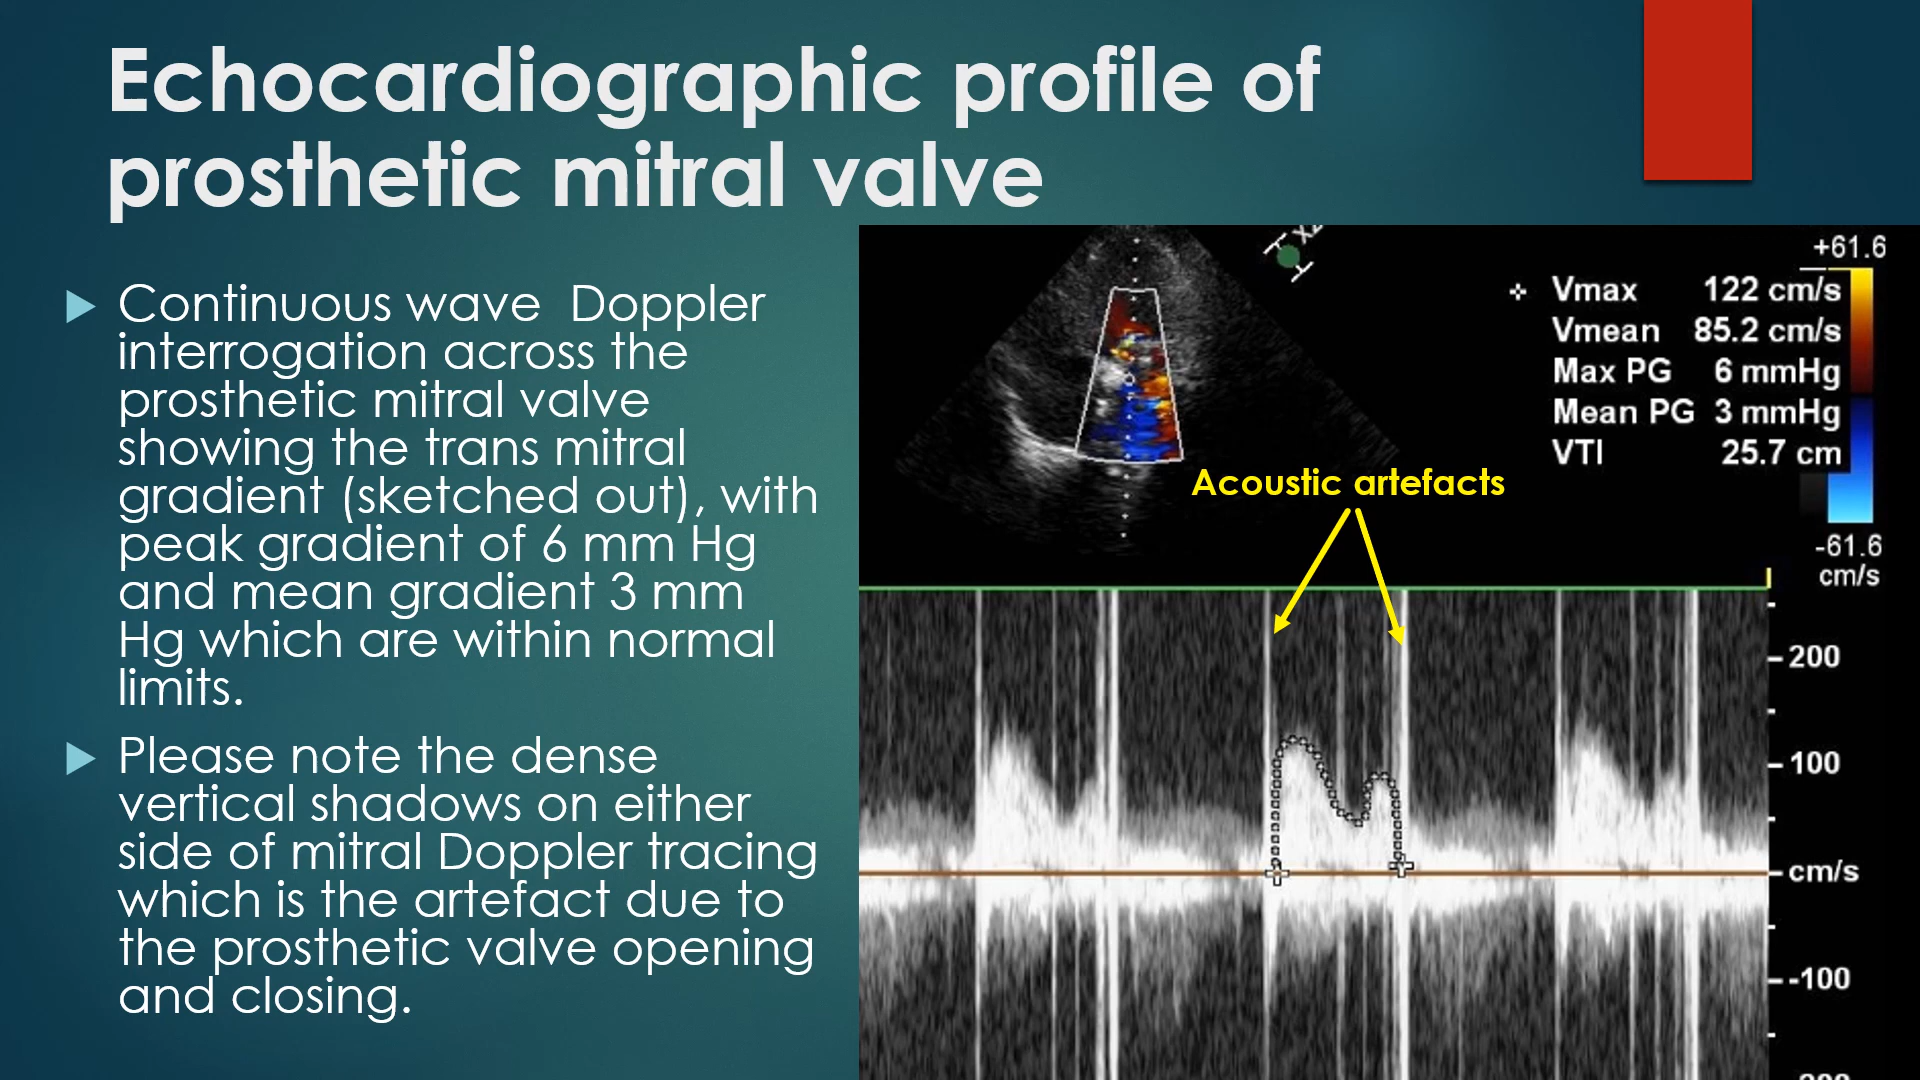 Echocardiographic profile of
prosthetic mitral valve
Continuous wave  Doppler
interrogation across the
prosthetic mitral valve
showing the trans mitral
gradient (sketched out), with
peak gradient of 6 mm Hg
and mean gradient 3 mm
Hg which are within normal
limits.
Please note the dense
vertical shadows on either
side of mitral Doppler tracing
which is the artefact due to
the prosthetic valve opening
and closing.
+61.6
Vmax 122 cm/s
Vmean 85.2 cm/s
Max PG 6 mmHg
Mean PG 3 mmHg
VTI 25.7 cm
-61.6
cm/s
Acoustic artefacts
200
100
cm/s
-100